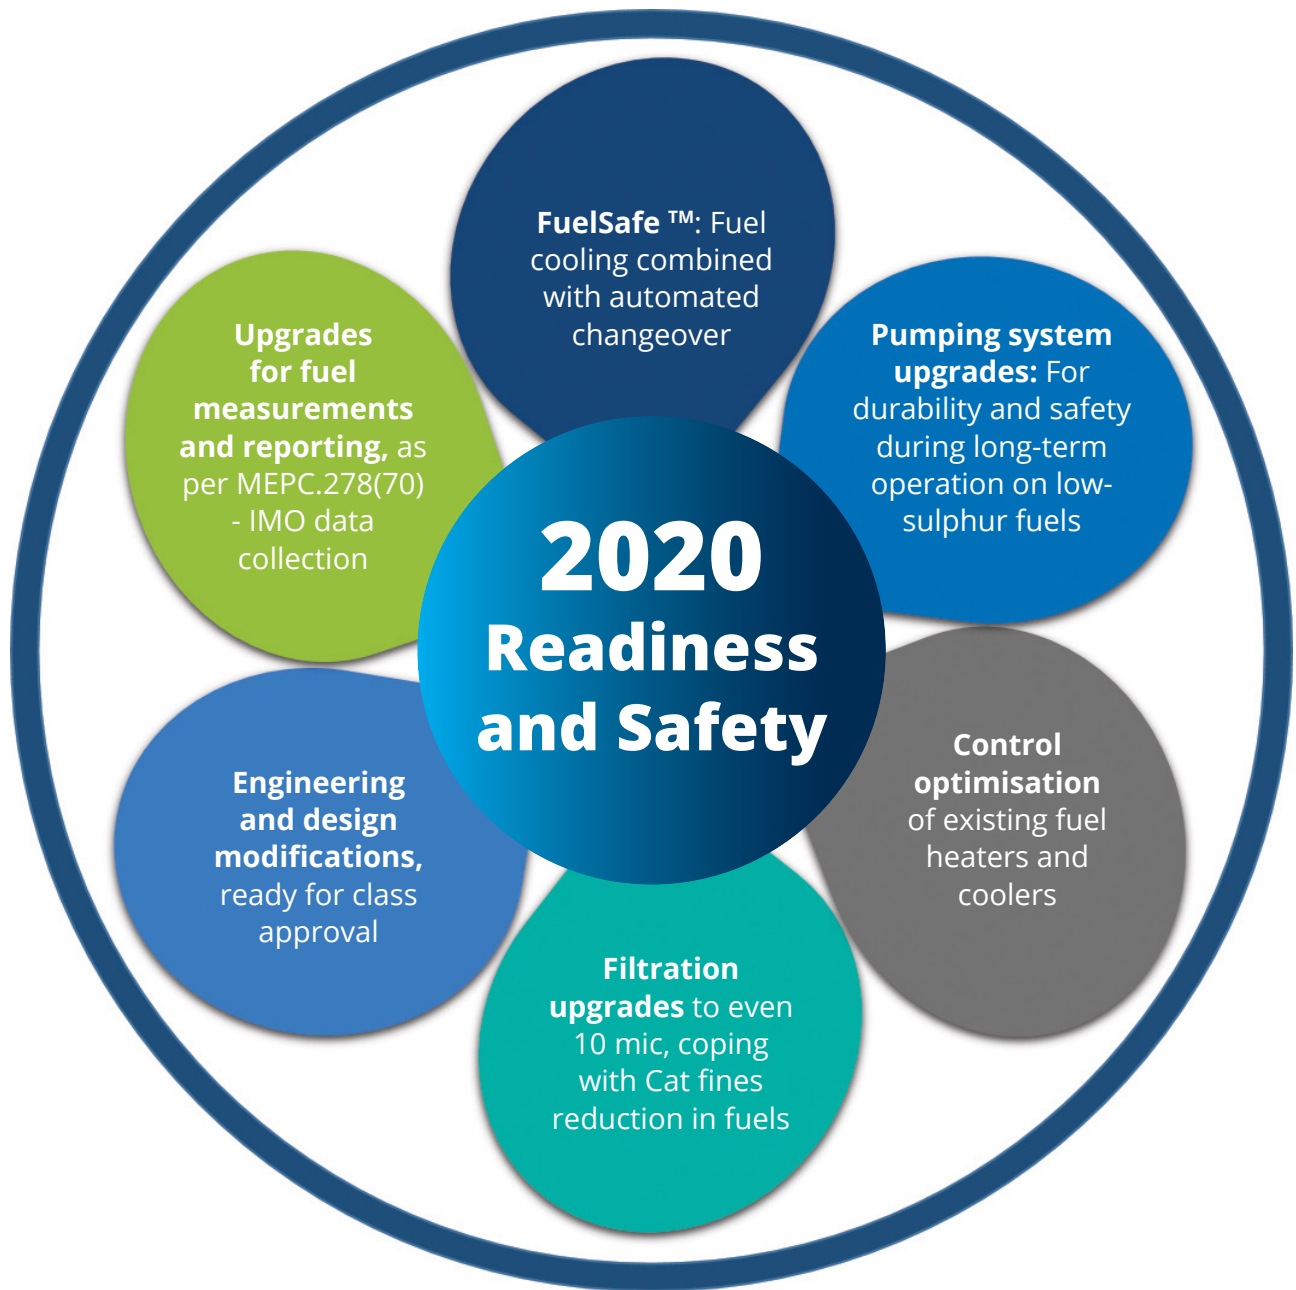 FuelSafe ™: Fuel
cooling combined
with automated
changeover
Pumping system
upgrades: For
durability and safety
during long-term
operation on low-
sulphur fuels
Control
optimisation
of existing fuel
heaters and
coolers
Filtration
upgrades to even
10 mic, coping
with Cat fines
reduction in fuels
Engineering
and design
modifications,
ready for class
approval
Upgrades
for fuel
measurements
and reporting, as
per MEPC.278(70)
- IMO data
collection
2020
Readiness
and Safety